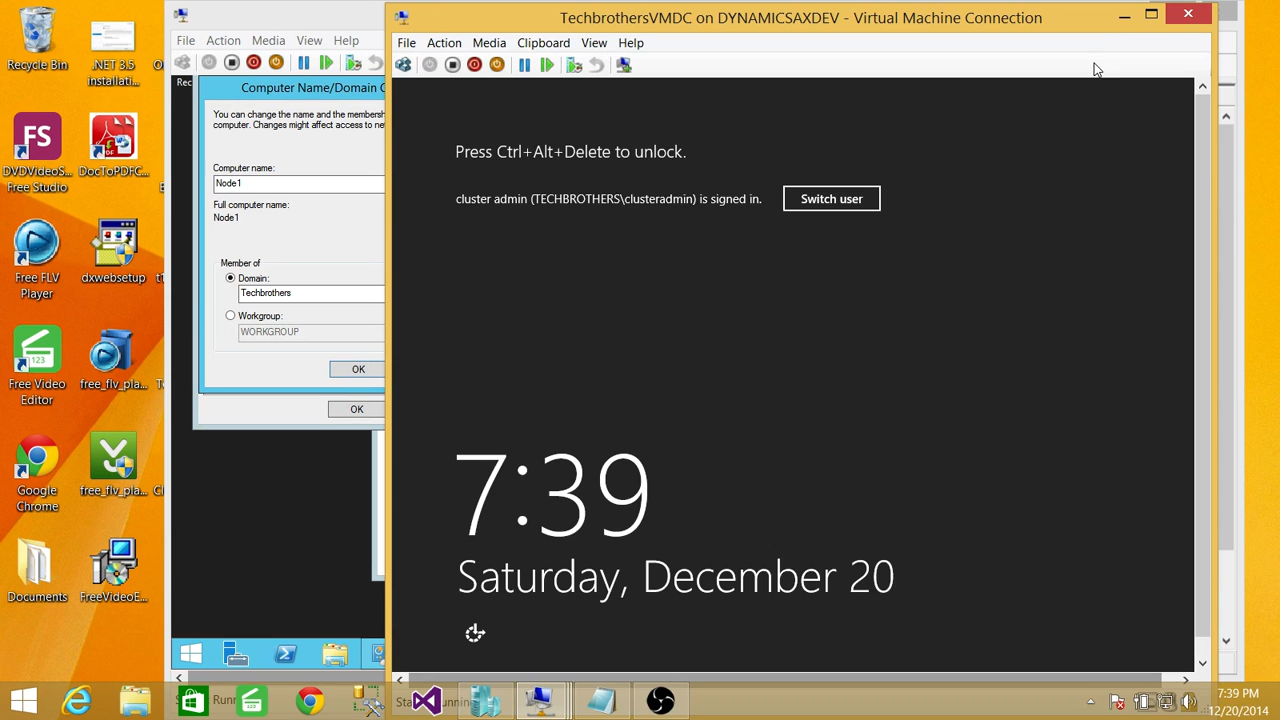 Recycle Bin
.NET 3.5
installati...
DVDVideoS...
Free Studio
DocToPDFC...
Free FLV
Player
dxwebsetup
Free Video
Editor
free_flv_pla...
Google
Chrome
free_flv_pla...
Documents
FreeVideoE...
File Action Media View Help
Rec
Computer Name/Domain C
You can change the name and the membersh
computer. Changes might affect access to net
Computer name:
Node1
Full computer name:
Node1
Member of
Domain:
Techbrothers
Workgroup:
WORKGROUP
OK
OK
TechbrothersVMDC on DYNAMICSAXDEV - Virtual Machine Connection
File Action Media Clipboard View Help
Press Ctrl+Alt+Delete to unlock.
cluster admin (TECHBROTHERS\clusteradmin) is signed in.
Switch user
7:39
Saturday, December 20
7:39 PM
12/20/2014